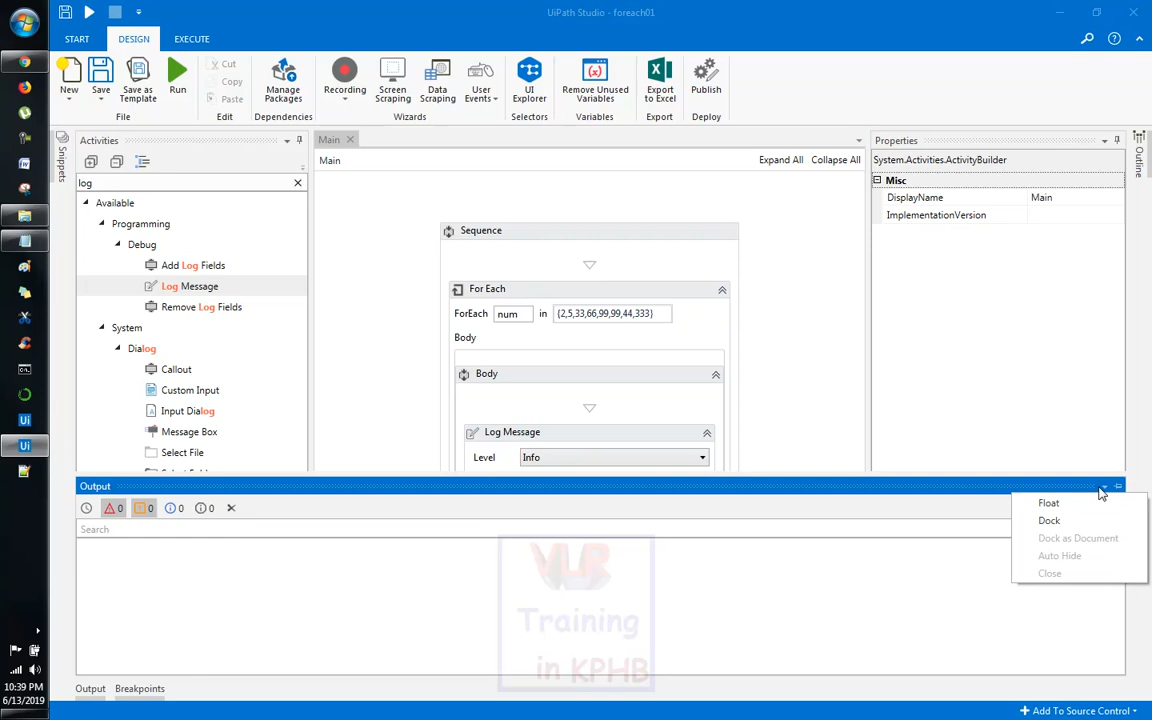 UiPath Studio - foreach01
START
DESIGN
EXECUTE
New
Save
Save as Template
Run
Cut
Copy
Paste
Manage Packages
Recording
Screen Scraping
Data Scraping
User Events
UI Explorer
Remove Unused Variables
Export to Excel
Publish
File
Edit
Dependencies
Wizards
Selectors
Variables
Export
Deploy
Snippets
Activities
Main
Properties
Outline
Main
Expand All
Collapse All
System.Activities.ActivityBuilder
log
Misc
DisplayName
Main
ImplementationVersion
Available
Programming
Debug
Add Log Fields
Log Message
Remove Log Fields
System
Dialog
Callout
Custom Input
Input Dialog
Message Box
Select File
Sequence
For Each
ForEach
num
in
{2,5,33,66,99,99,44,333}
Body
Body
Log Message
Level
Info
Output
0
0
0
0
Search
Float
Dock
Dock as Document
Auto Hide
Close
VLR
Training
in KPHB
Output
Breakpoints
10:39 PM
6/13/2019
Add To Source Control